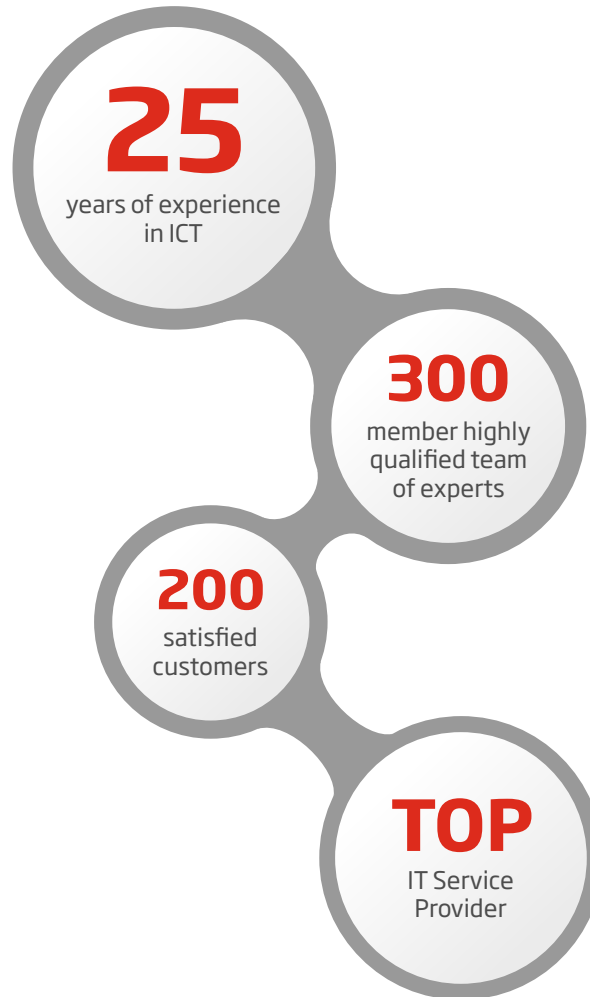 25
years of experience
in ICT
300
member highly
qualified team
of experts
200
satisfied
customers
TOP
IT Service
Provider